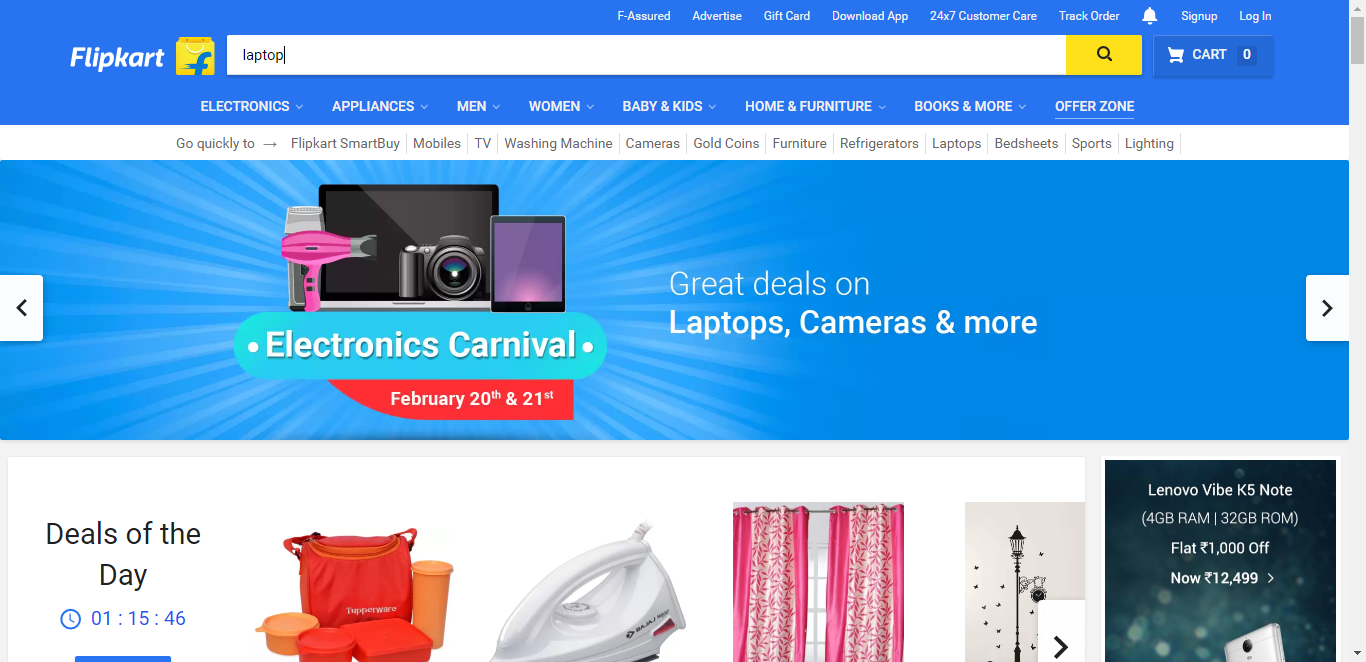 F-Assured Advertise Gift Card Download App 24x7 Customer Care Track Order Signup Log In
Flipkart laptop CART 0
ELECTRONICS APPLIANCES MEN WOMEN BABY & KIDS HOME & FURNITURE BOOKS & MORE OFFER ZONE
Go quickly to → Flipkart SmartBuy Mobiles TV Washing Machine Cameras Gold Coins Furniture Refrigerators Laptops Bedsheets Sports Lighting
Great deals on
Laptops, Cameras & more
• Electronics Carnival •
February 20th & 21st
Deals of the
Day
01 : 15 : 46
Tupperware
BAJAJ
Lenovo Vibe K5 Note
(4GB RAM | 32GB ROM)
Flat ₹1,000 Off
Now ₹12,499 >